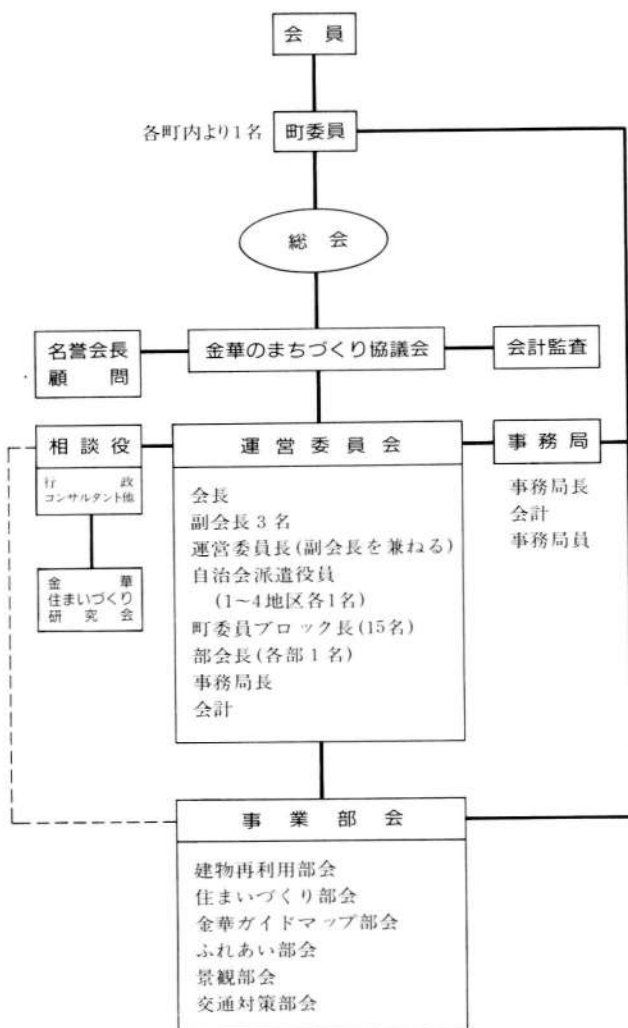 会員
各町内より1名
町委員
総会
名誉会長
顧問
金華のまちづくり協議会
会計監査
相談役
行政
コンサルタント他
金華
住まいづくり
研究会
運営委員会
会長
副会長3名
運営委員長(副会長を兼ねる)
自治会派遣役員
(1~4地区各1名)
町委員ブロック長(15名)
部会長(各部1名)
事務局長
会計
事務局
事務局長
会計
事務局員
事業部会
建物再利用部会
住まいづくり部会
金華ガイドマップ部会
ふれあい部会
景観部会
交通対策部会